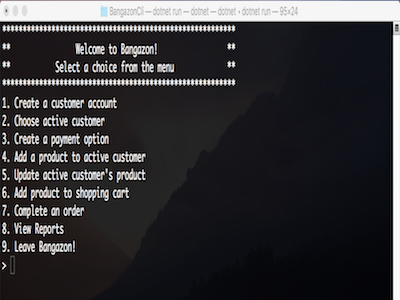 BangazonCli — dotnet run — dotnet — dotnet • dotnet run — 95×24
*****************************************
**           Welcome to Bangazon!            **
**       Select a choice from the menu       **
*****************************************
1. Create a customer account
2. Choose active customer
3. Create a payment option
4. Add a product to active customer
5. Update active customer's product
6. Add product to shopping cart
7. Complete an order
8. View Reports
9. Leave Bangazon!
>